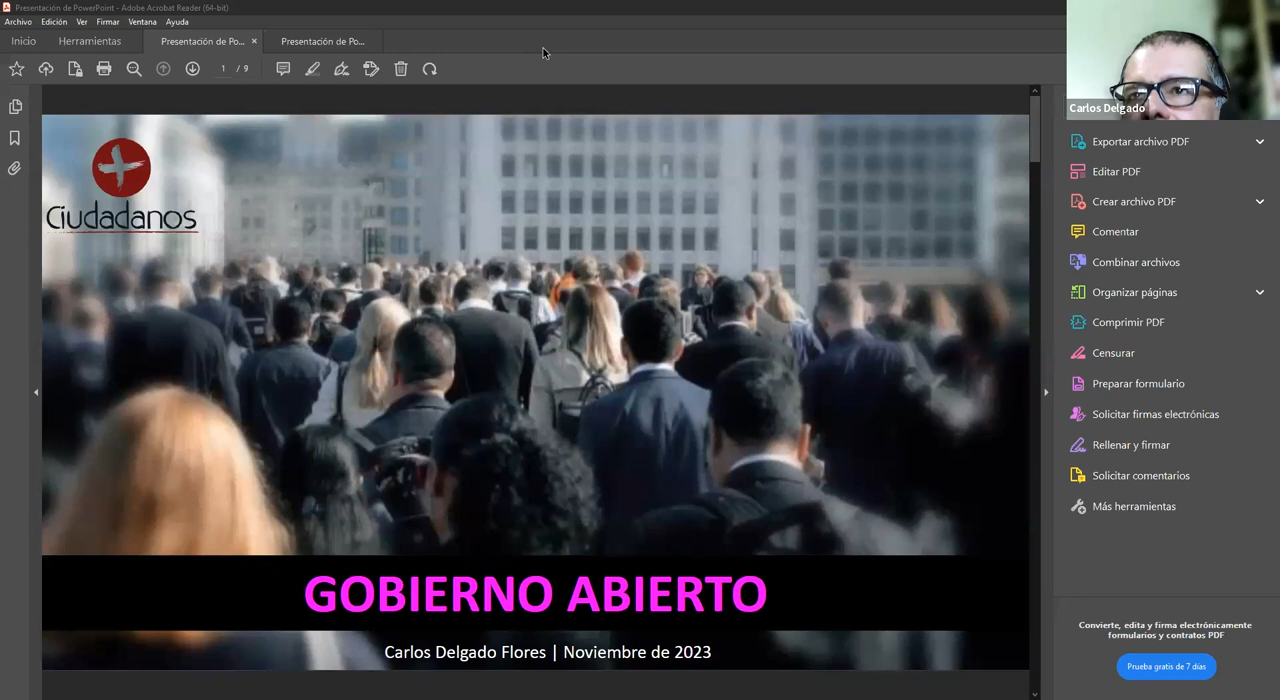 Presentación de PowerPoint - Adobe Acrobat Reader (64-bit)
Archivo Edición Ver Firmar Ventana Ayuda
Inicio Herramientas Presentación de Po... × Presentación de Po...
1 / 9
Carlos Delgado
Ciudadanos
Exportar archivo PDF
Editar PDF
Crear archivo PDF
Comentar
Combinar archivos
Organizar páginas
Comprimir PDF
Censurar
Preparar formulario
Solicitar firmas electrónicas
Rellenar y firmar
Solicitar comentarios
Más herramientas
GOBIERNO ABIERTO
Carlos Delgado Flores | Noviembre de 2023
Convierte, edita y firma electrónicamente
formularios y contratos PDF
Prueba gratis de 7 días